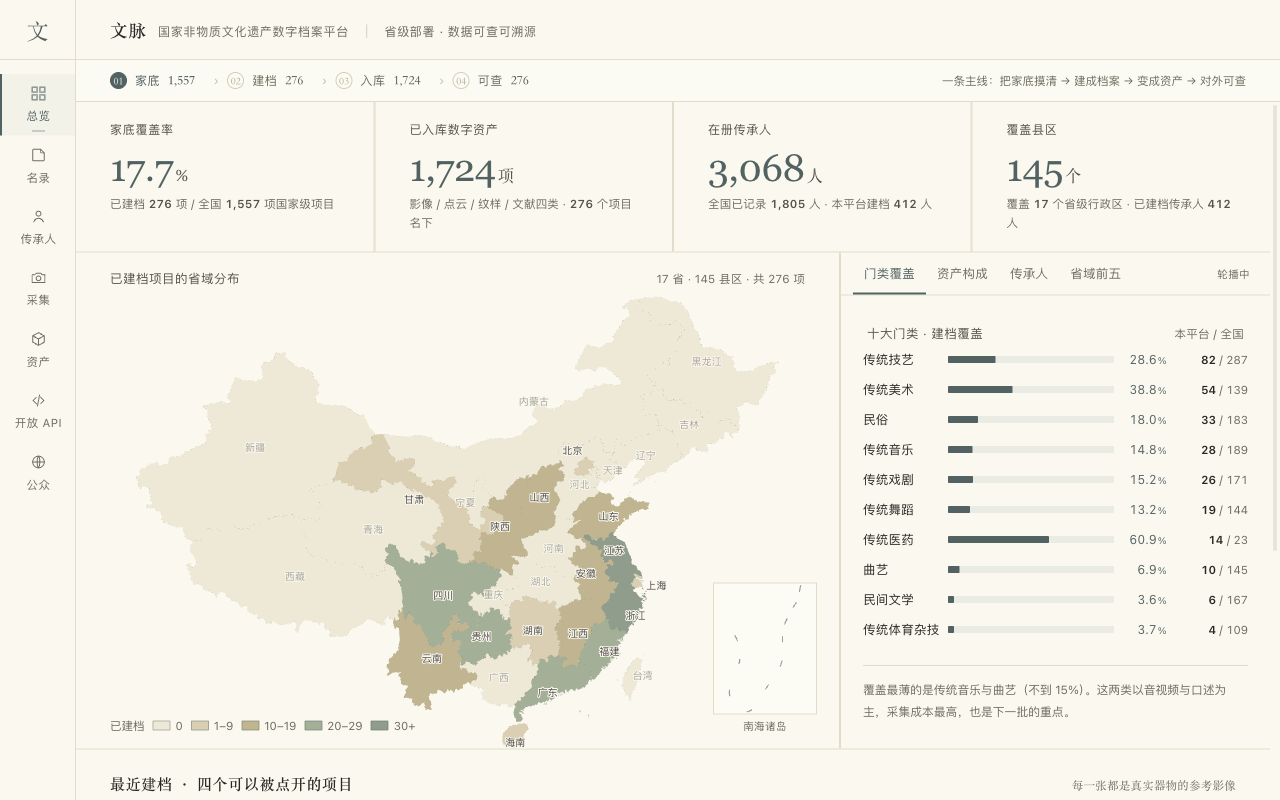 文
文脉
国家非物质文化遗产数字档案平台
省级部署 · 数据可查可溯源
总览
名录
传承人
采集
资产
开放 API
公众
01 家底 1,557 › 02 建档 276 › 03 入库 1,724 › 04 可查 276
一条主线：把家底摸清 → 建成档案 → 变成资产 → 对外可查
家底覆盖率
17.7%
已建档 276 项 / 全国 1,557 项国家级项目
已入库数字资产
1,724 项
影像 / 点云 / 纹样 / 文献四类 · 276 个项目
名下
在册传承人
3,068 人
全国已记录 1,805 人 · 本平台建档 412 人
覆盖县区
145 个
覆盖 17 个省级行政区 · 已建档传承人 412
人
已建档项目的省域分布
17 省 · 145 县区 · 共 276 项
黑龙江
内蒙古
吉林
新疆
北京
辽宁
天津
河北
甘肃
宁夏
山西
山东
陕西
青海
河南
江苏
安徽
西藏
湖北
上海
四川
重庆
浙江
湖南
江西
贵州
福建
云南
广西
台湾
广东
海南
南海诸岛
已建档 0 1–9 10–19 20–29 30+
门类覆盖 资产构成 传承人 省域前五
轮播中
十大门类 · 建档覆盖 本平台 / 全国
传统技艺 28.6% 82 / 287
传统美术 38.8% 54 / 139
民俗 18.0% 33 / 183
传统音乐 14.8% 28 / 189
传统戏剧 15.2% 26 / 171
传统舞蹈 13.2% 19 / 144
传统医药 60.9% 14 / 23
曲艺 6.9% 10 / 145
民间文学 3.6% 6 / 167
传统体育杂技 3.7% 4 / 109
覆盖最薄的是传统音乐与曲艺（不到 15%）。这两类以音视频与口述为
主，采集成本最高，也是下一批的重点。
最近建档 · 四个可以被点开的项目
每一张都是真实器物的参考影像